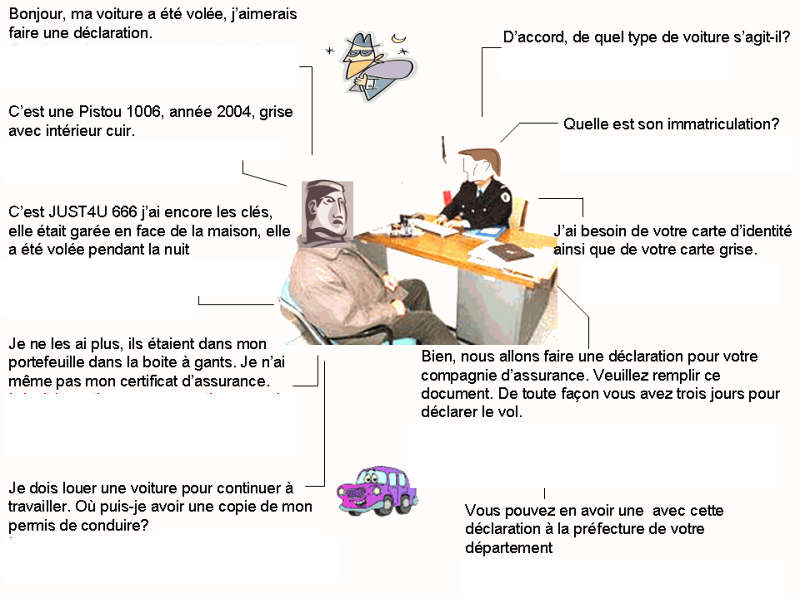 Bonjour, ma voiture a été volée, j’aimerais
faire une déclaration.
D’accord, de quel type de voiture s’agit-il?
C’est une Pistou 1006, année 2004, grise
avec intérieur cuir.
Quelle est son immatriculation?
C’est JUST4U 666 j’ai encore les clés,
elle était garée en face de la maison, elle
a été volée pendant la nuit
J’ai besoin de votre carte d’identité
ainsi que de votre carte grise.
Je ne les ai plus, ils étaient dans mon
portefeuille dans la boite à gants. Je n’ai
même pas mon certificat d’assurance.
Bien, nous allons faire une déclaration pour votre
compagnie d’assurance. Veuillez remplir ce
document. De toute façon vous avez trois jours pour
déclarer le vol.
Je dois louer une voiture pour continuer à
travailler. Où puis-je avoir une copie de mon
permis de conduire?
Vous pouvez en avoir une  avec cette
déclaration à la préfecture de votre
département